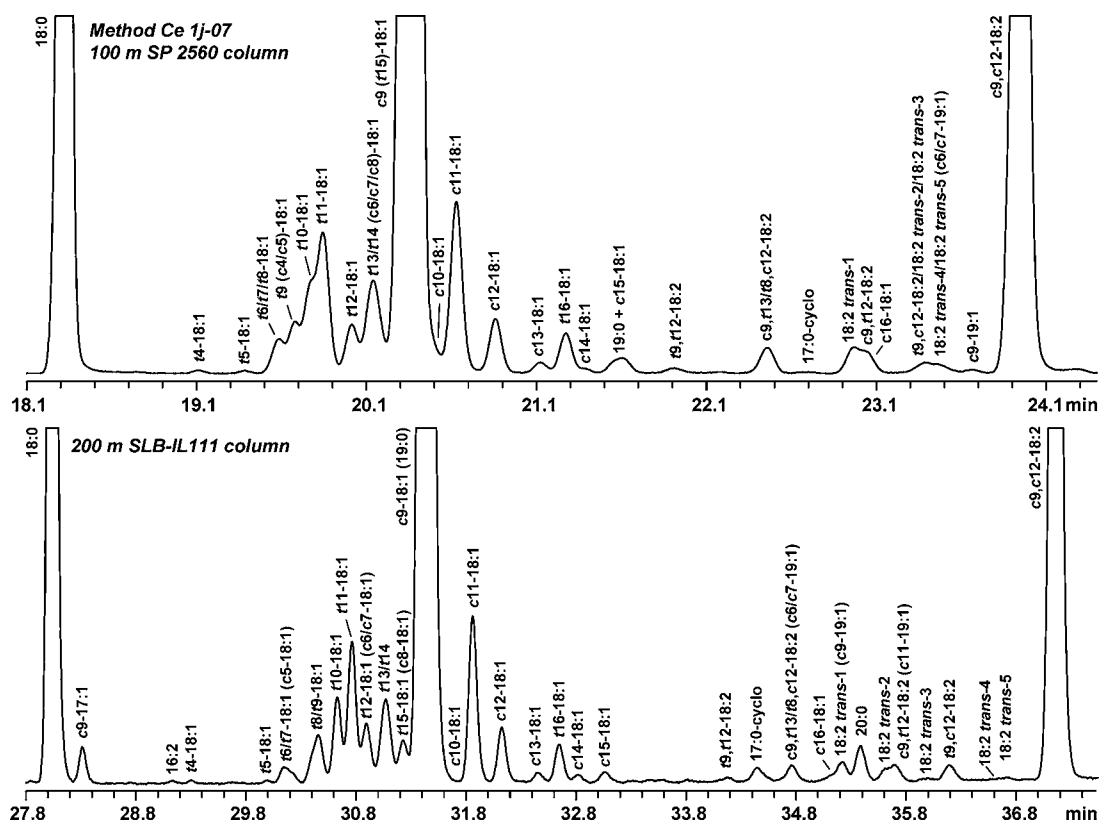 18:0
Method Ce 1j-07
100 m SP 2560 column
t4-18:1
t5-18:1
t6/t7/t8-18:1
t9 (c4/c5)-18:1
t10-18:1
t11-18:1
t12-18:1
t13/t14 (c6/c7/c8)-18:1
c9 (t15)-18:1
c10-18:1
c11-18:1
c12-18:1
c13-18:1
t16-18:1
c14-18:1
19:0 + c15-18:1
t9,t12-18:2
c9,t13/t8,c12-18:2
17:0-cyclo
18:2 trans-1
c9,t12-18:2
c16-18:1
t9,c12-18:2/18:2 trans-2/18:2 trans-3
18:2 trans-4/18:2 trans-5 (c6/c7-19:1)
c9-19:1
c9,c12-18:2
18.1 19.1 20.1 21.1 22.1 23.1 24.1 min
18:0
200 m SLB-IL111 column
c9-17:1
16:2
t4-18:1
t5-18:1
t6/t7-18:1 (c5-18:1)
t8/t9-18:1
t10-18:1
t11-18:1
t12-18:1 (c6/c7-18:1)
t13/t14
t15-18:1 (c8-18:1)
c9-18:1 (19:0)
c10-18:1
c11-18:1
c12-18:1
c13-18:1
t16-18:1
c14-18:1
c15-18:1
t9,t12-18:2
17:0-cyclo
c9,t13/t8,c12-18:2 (c6/c7-19:1)
c16-18:1
18:2 trans-1 (c9-19:1)
20:0
18:2 trans-2
c9,t12-18:2 (c11-19:1)
18:2 trans-3
t9,c12-18:2
18:2 trans-4
18:2 trans-5
c9,c12-18:2
27.8 28.8 29.8 30.8 31.8 32.8 33.8 34.8 35.8 36.8 min